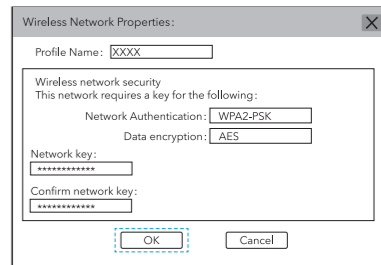 Wireless Network Properties:
Profile Name: XXXX
Wireless network security
This network requires a key for the following:
Network Authentication: WPA2-PSK
Data encryption: AES
Network key:
************
Confirm network key:
************
OK Cancel